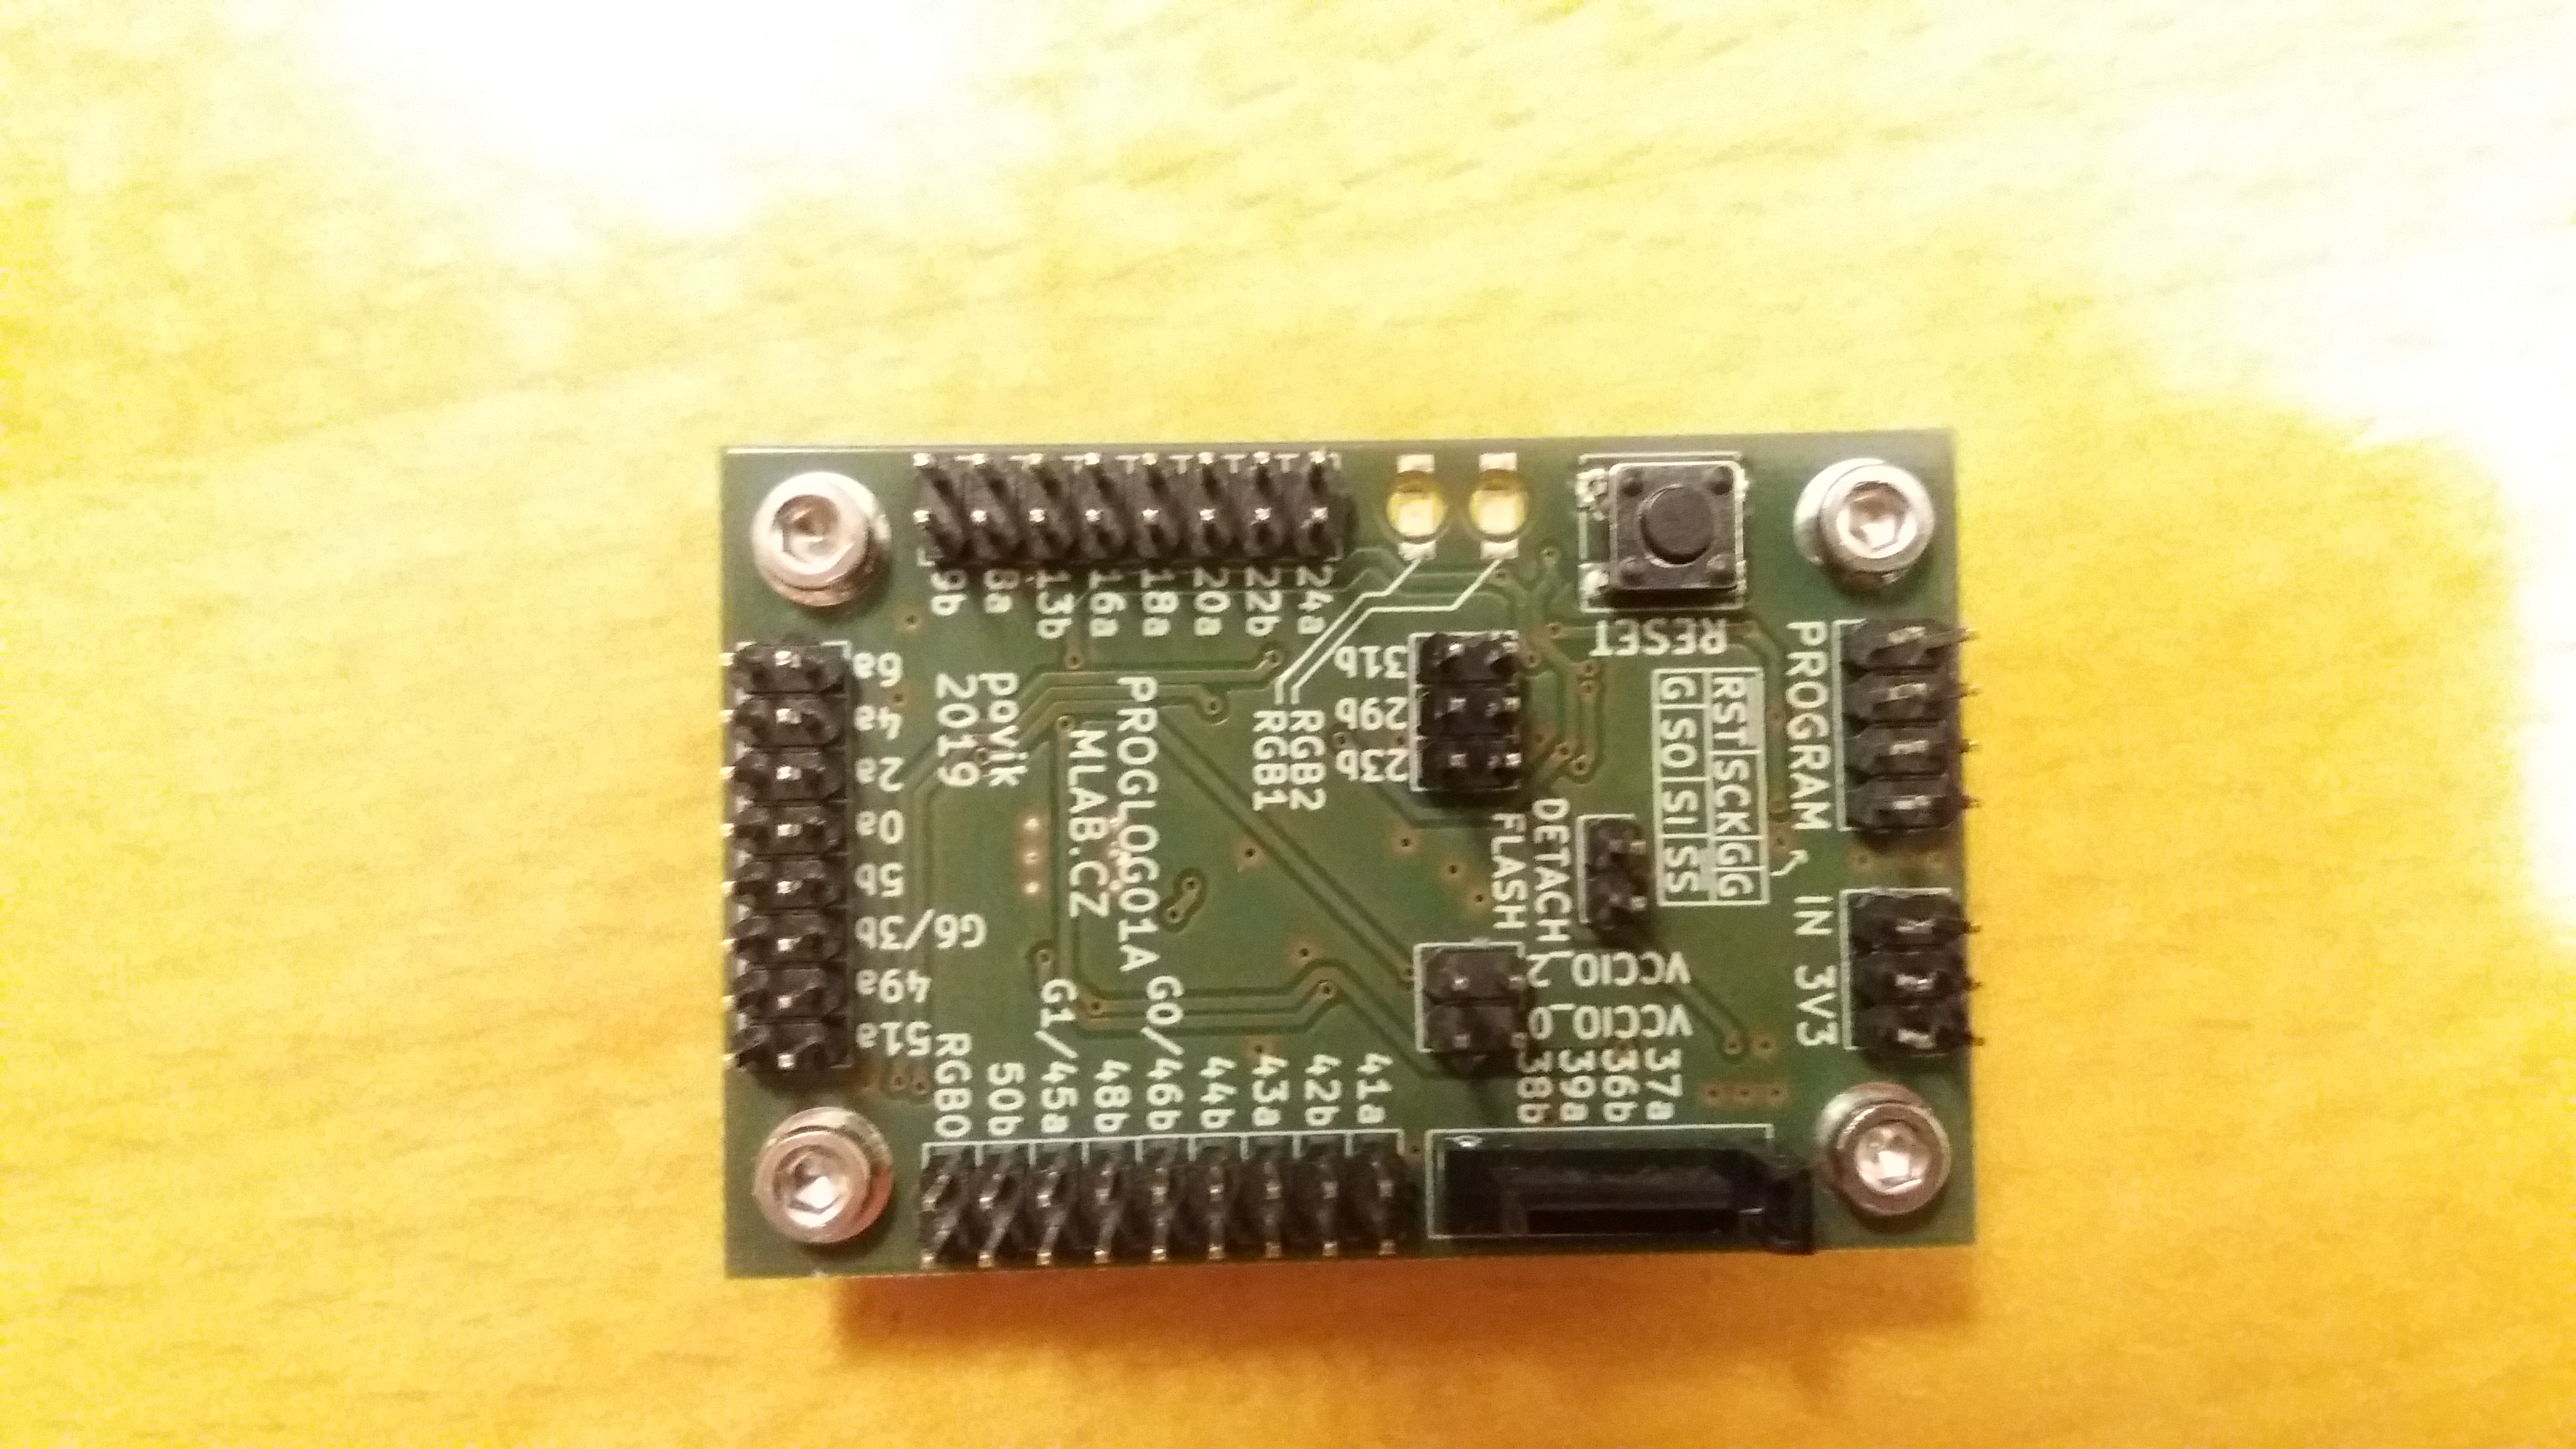 PROGRAM
IN 3V3
RST SCK G G
G SO SI SS
RESET
DETACH
FLASH
37a
36b
39a
38b
VCCIO_0
VCCIO_2
23b
29b
31b
RGB2
RGB1
41a
42b
43a
44b
G0/46b
48b
G1/45a
50b
RGB0
24a
22b
20a
18a
16a
13b
8a
9b
PROGLOG01A
MLAB.CZ
povik
2019
51a
49a
G6/3b
5b
0a
2a
4a
6a